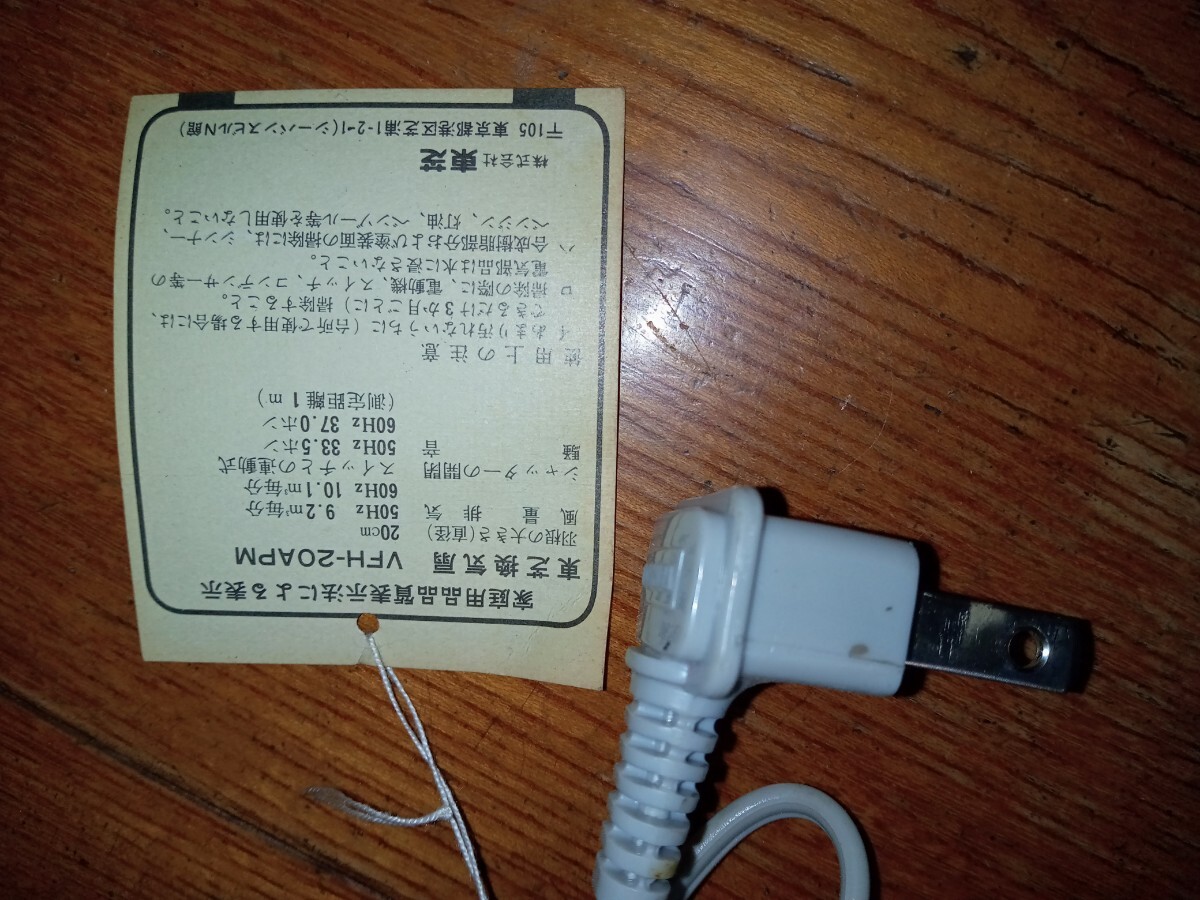 家庭用品品質表示法による表示
東芝換気扇 VFH-20APM
羽根の大きさ(直径) 20cm
風量 排気 50Hz 9.2m³毎分
60Hz 10.1m³毎分
シャッターの開閉 スイッチとの連動式
騒音 50Hz 33.5ホン
60Hz 37.0ホン
(測定距離1m)
使用上の注意
イ あまり汚れないうちに(台所で使用する場合には、
できるだけ3か月ごとに)掃除すること。
ロ 掃除の際に、電動機、スイッチ、コンデンサー等の
電気部品は水に浸さないこと。
ハ 合成樹脂部分および塗装面の掃除には、シンナー、
ベンジン、灯油、ベンゾール等を使用しないこと。
株式会社 東芝
〒105 東京都港区芝浦1-2-1(シーバンスビルN館)